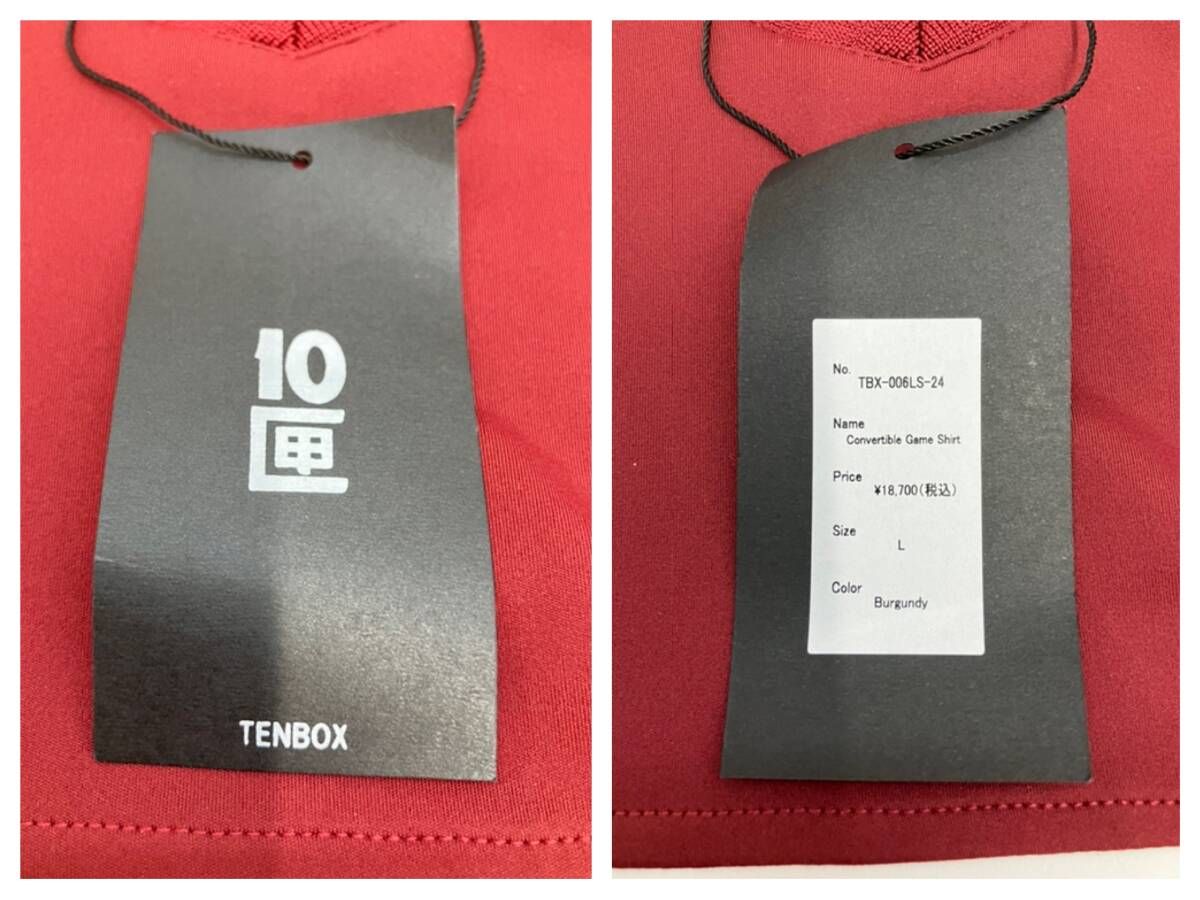 10
匣
TENBOX
No.
TBX-006LS-24
Name
Convertible Game Shirt
Price
¥18,700(税込)
Size
L
Color
Burgundy